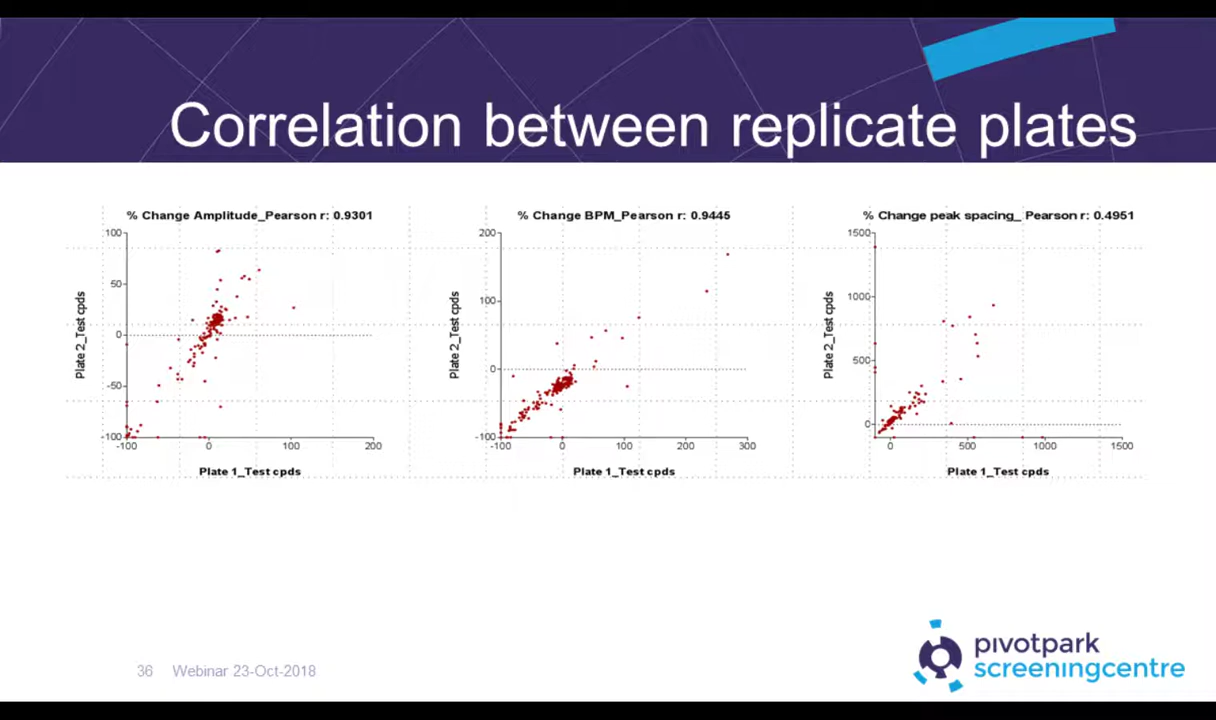 Correlation between replicate plates
% Change Amplitude_Pearson r: 0.9301
100
50
0
-50
-100
-100
0
100
200
Plate 2_Test cpds
Plate 1_Test cpds
% Change BPM_Pearson r: 0.9445
200
100
0
-100
-100
0
100
200
300
Plate 2_Test cpds
Plate 1_Test cpds
% Change peak spacing_ Pearson r: 0.4951
1500
1000
500
0
0
500
1000
1500
Plate 2_Test cpds
Plate 1_Test cpds
36 Webinar 23-Oct-2018
pivotpark
screeningcentre